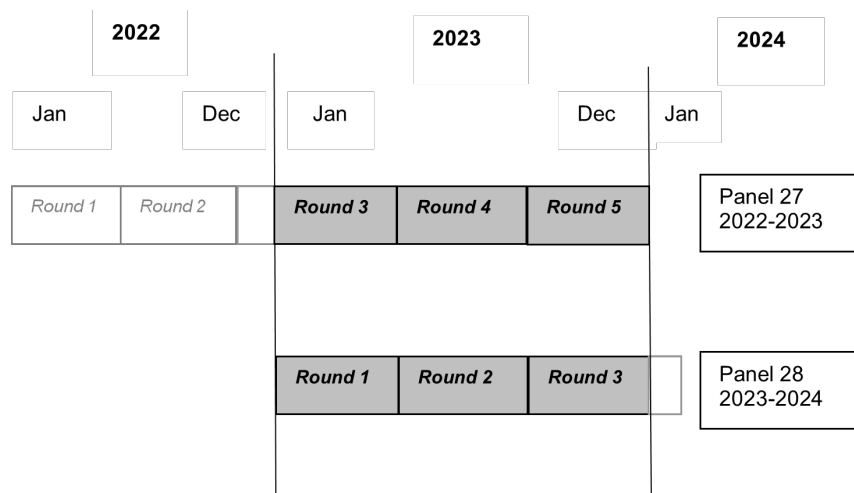 2022
2023
2024
Jan
Dec
Jan
Dec
Jan
Round 1
Round 2
Round 3
Round 4
Round 5
Panel 27
2022-2023
Round 1
Round 2
Round 3
Panel 28
2023-2024